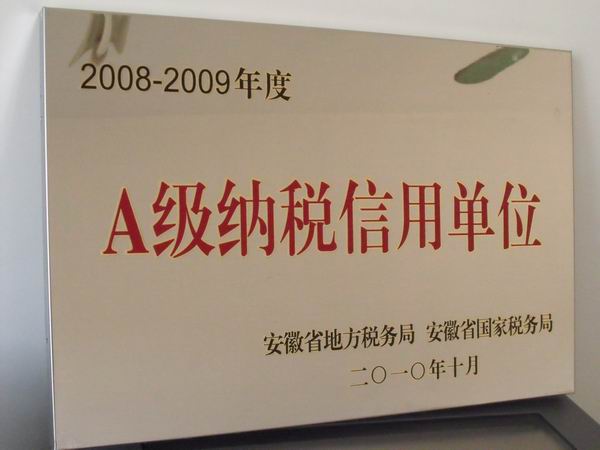 2008-2009年度
A级纳税信用单位
安徽省地方税务局 安徽省国家税务局
二〇一〇年十月